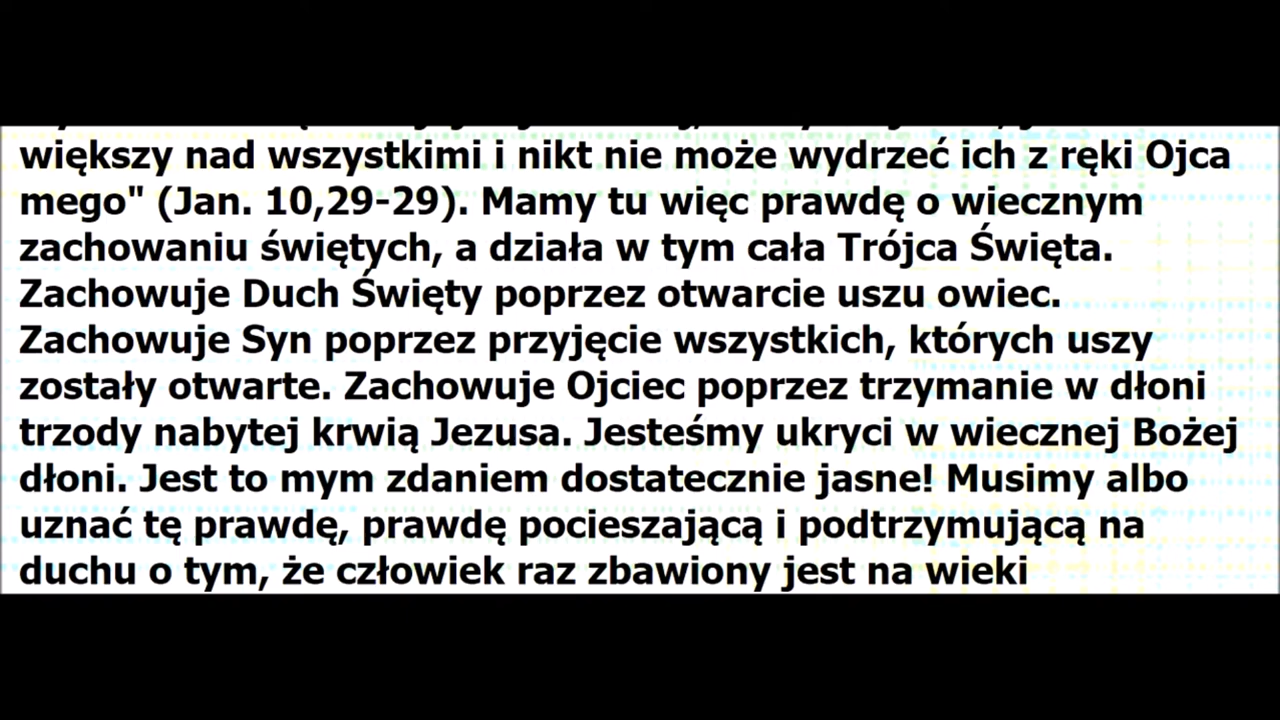 większy nad wszystkimi i nikt nie może wydrzeć ich z ręki Ojca
mego" (Jan. 10,29-29). Mamy tu więc prawdę o wiecznym
zachowaniu świętych, a działa w tym cała Trójca Święta.
Zachowuje Duch Święty poprzez otwarcie uszu owiec.
Zachowuje Syn poprzez przyjęcie wszystkich, których uszy
zostały otwarte. Zachowuje Ojciec poprzez trzymanie w dłoni
trzody nabytej krwią Jezusa. Jesteśmy ukryci w wiecznej Bożej
dłoni. Jest to mym zdaniem dostatecznie jasne! Musimy albo
uznać tę prawdę, prawdę pocieszającą i podtrzymującą na
duchu o tym, że człowiek raz zbawiony jest na wieki